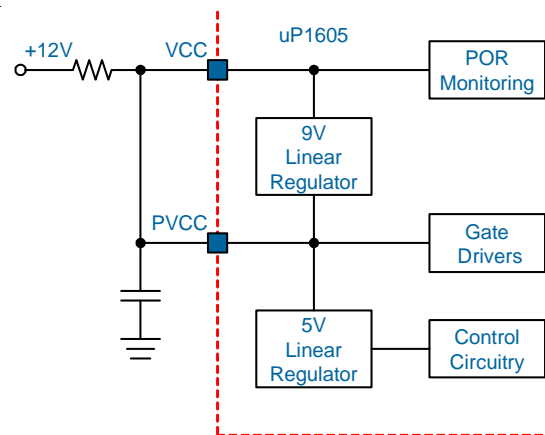 +12V
VCC
uP1605
POR
Monitoring
9V
Linear
Regulator
PVCC
Gate
Drivers
5V
Linear
Regulator
Control
Circuitry